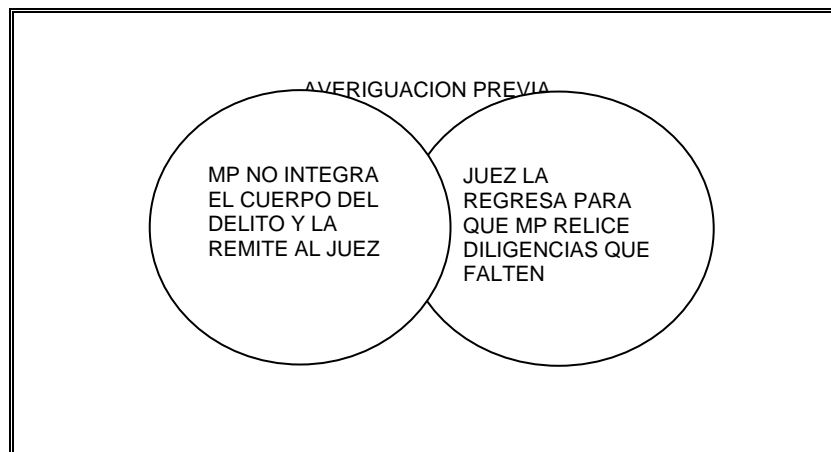 AVERIGUACION PREVIA
MP NO INTEGRA
EL CUERPO DEL
DELITO Y LA
REMITE AL JUEZ
JUEZ LA
REGRESA PARA
QUE MP RELICE
DILIGENCIAS QUE
FALTEN